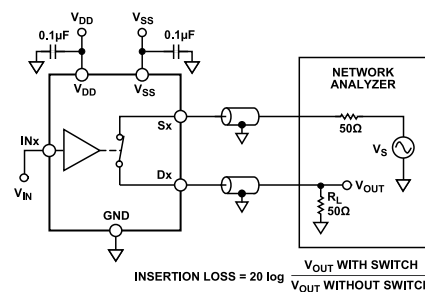 VDD
VSS
0.1µF
0.1µF
VDD
VSS
NETWORK
ANALYZER
Sx
50Ω
INx
VS
VIN
Dx
VOUT
RL
50Ω
GND
INSERTION LOSS = 20 log
VOUT WITH SWITCH
VOUT WITHOUT SWITCH